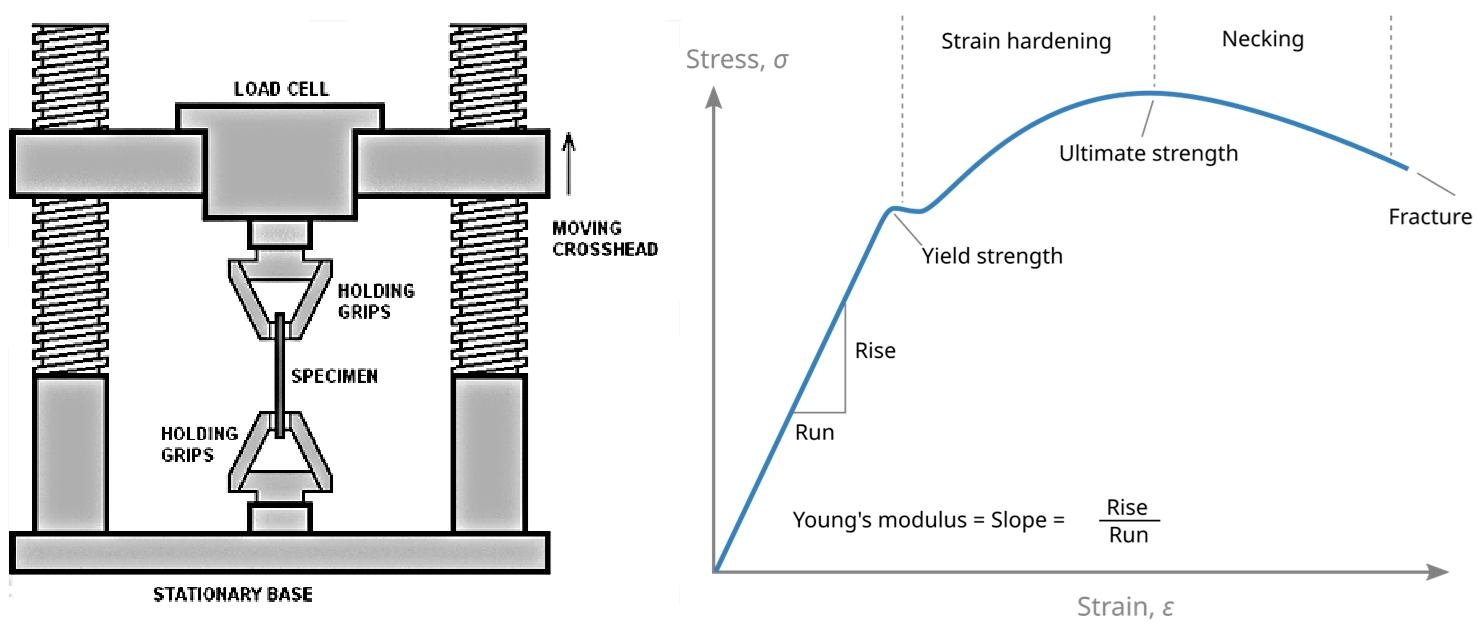 LOAD CELL
MOVING
CROSSHEAD
HOLDING
GRIPS
SPECIMEN
HOLDING
GRIPS
STATIONARY BASE
Stress, σ
Strain hardening
Necking
Ultimate strength
Fracture
Yield strength
Rise
Run
Young's modulus = Slope =
Rise
Run
Strain, ε